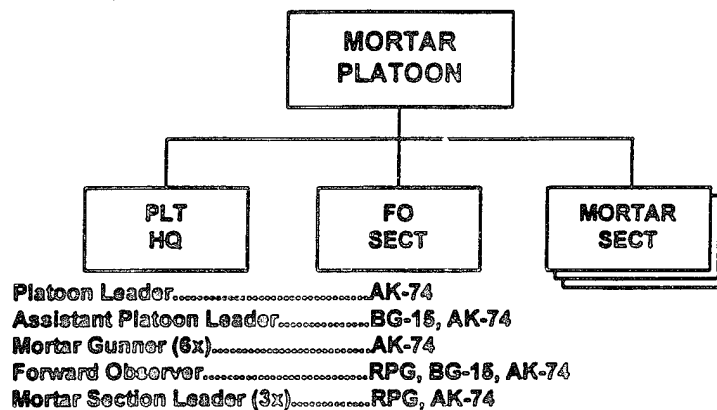 MORTAR
PLATOON
PLT
HQ
FO
SECT
MORTAR
SECT
Platoon Leader..............................AK-74
Assistant Platoon Leader..............BG-15, AK-74
Mortar Gunner (6x)........................AK-74
Forward Observer.........................RPG, BG-15, AK-74
Mortar Section Leader (3x)............RPG, AK-74